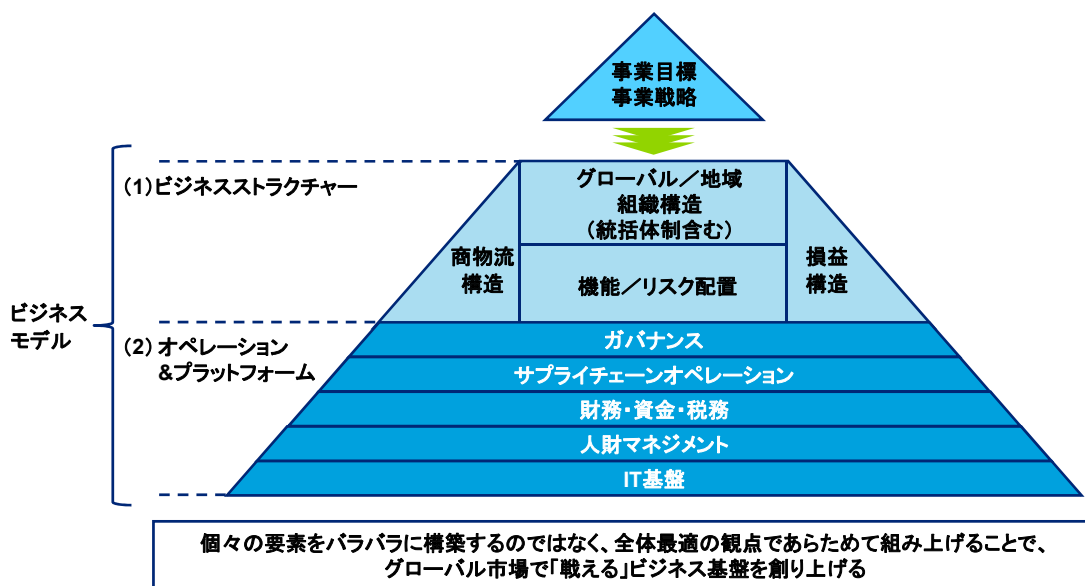 事業目標
事業戦略
(1)ビジネスストラクチャー
グローバル／地域
組織構造
（統括体制含む）
商物流
構造
機能／リスク配置
損益
構造
ビジネス
モデル
(2) オペレーション
&プラットフォーム
ガバナンス
サプライチェーンオペレーション
財務・資金・税務
人財マネジメント
IT基盤
個々の要素をバラバラに構築するのではなく、全体最適の観点であらためて組み上げることで、
グローバル市場で「戦える」ビジネス基盤を創り上げる